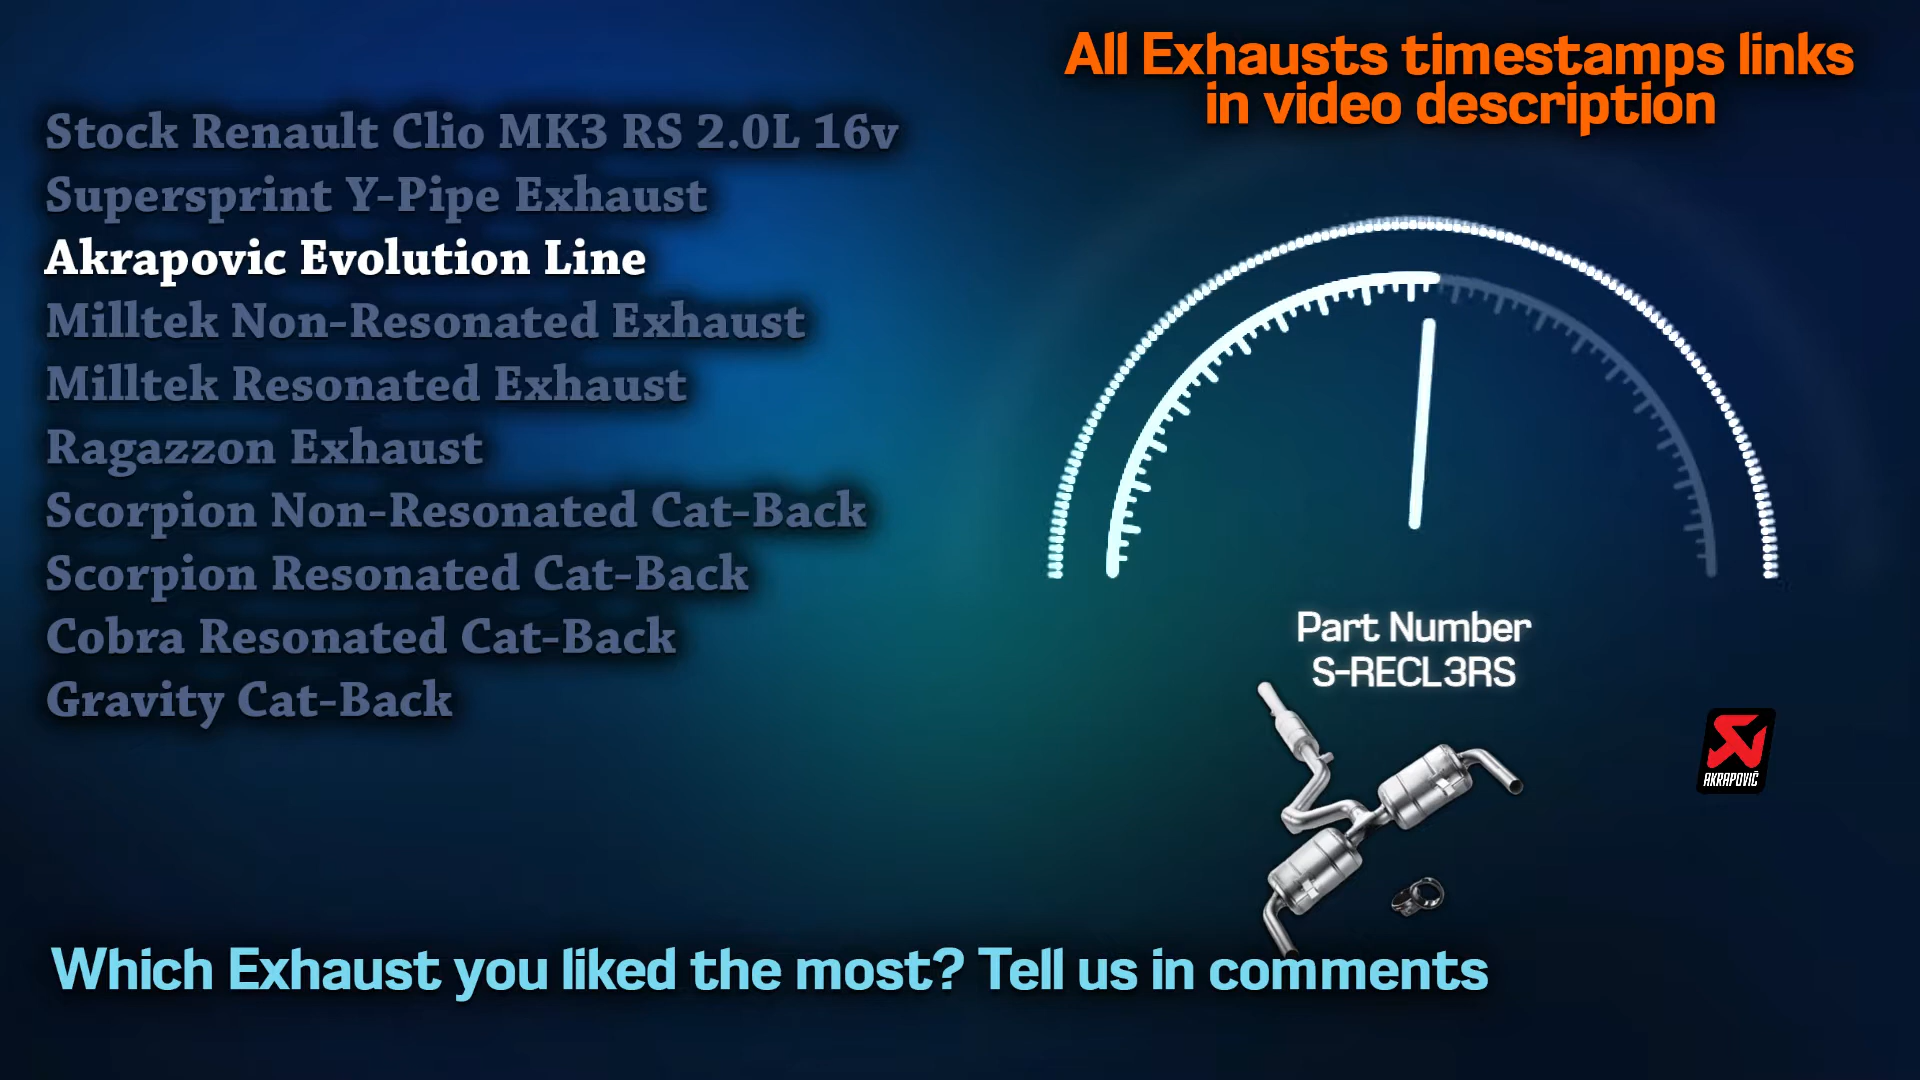 All Exhausts timestamps links
in video description
Stock Renault Clio MK3 RS 2.0L 16v
Supersprint Y-Pipe Exhaust
Akrapovic Evolution Line
Milltek Non-Resonated Exhaust
Milltek Resonated Exhaust
Ragazzon Exhaust
Scorpion Non-Resonated Cat-Back
Scorpion Resonated Cat-Back
Cobra Resonated Cat-Back
Gravity Cat-Back
Part Number
S-RECL3RS
AKRAPOVIČ
Which Exhaust you liked the most? Tell us in comments